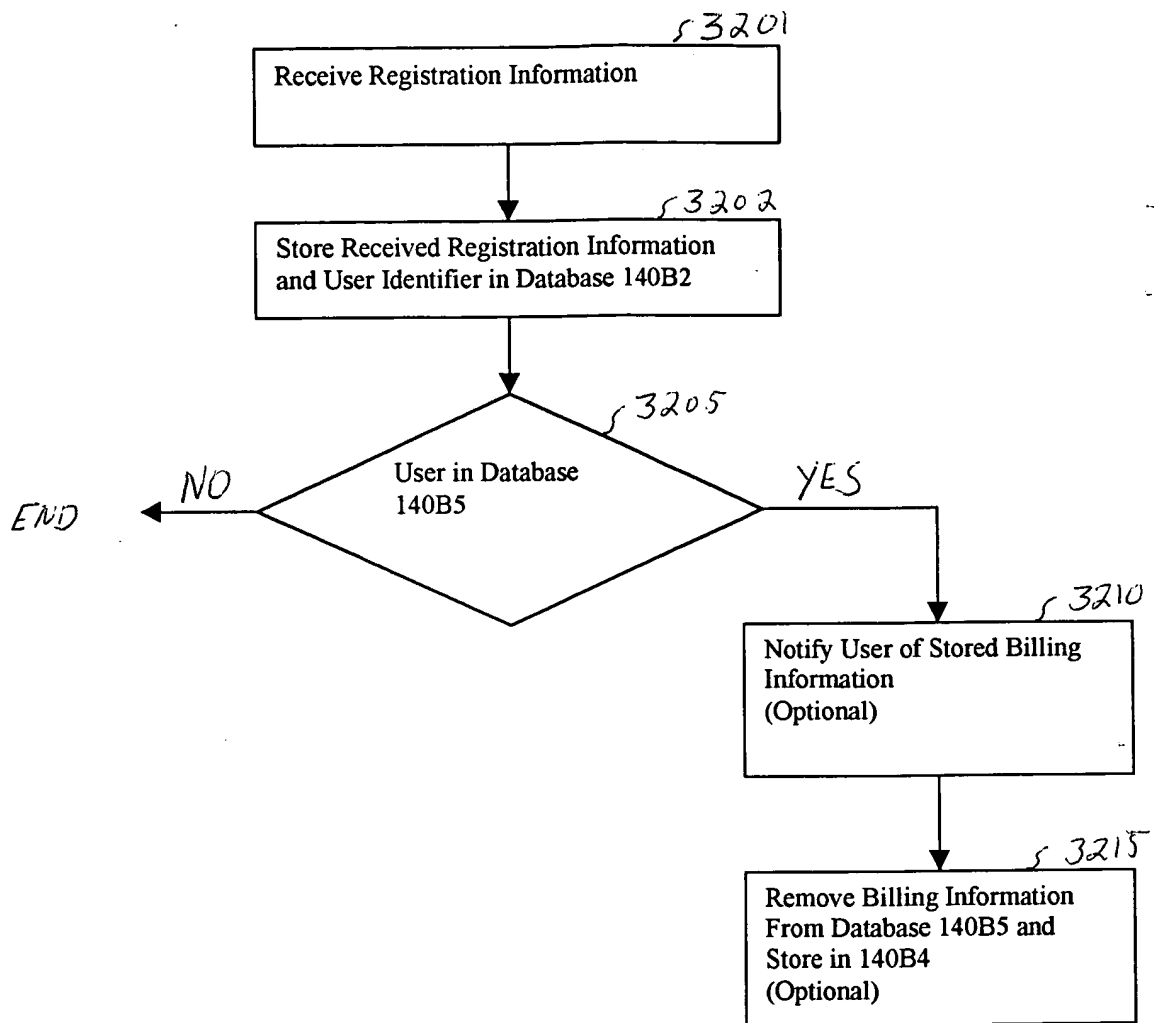 3201
Receive Registration Information
3202
Store Received Registration Information
and User Identifier in Database 140B2
3205
User in Database
140B5
NO
END
YES
3210
Notify User of Stored Billing
Information
(Optional)
3215
Remove Billing Information
From Database 140B5 and
Store in 140B4
(Optional)